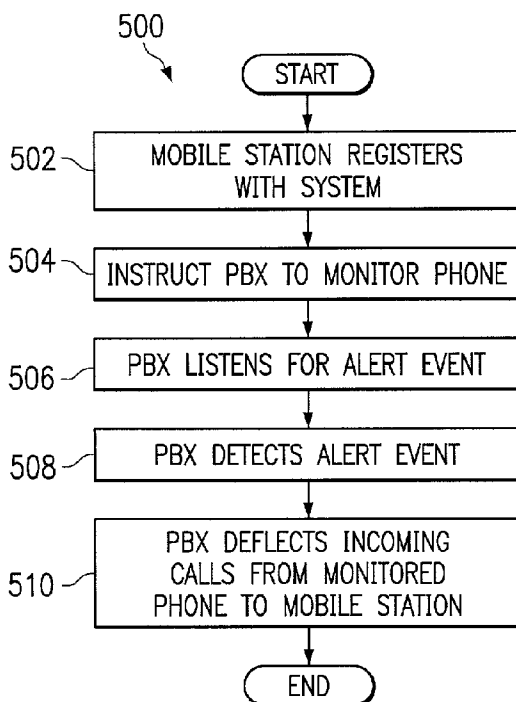 500
START
502
MOBILE STATION REGISTERS
WITH SYSTEM
504
INSTRUCT PBX TO MONITOR PHONE
506
PBX LISTENS FOR ALERT EVENT
508
PBX DETECTS ALERT EVENT
510
PBX DEFLECTS INCOMING
CALLS FROM MONITORED
PHONE TO MOBILE STATION
END